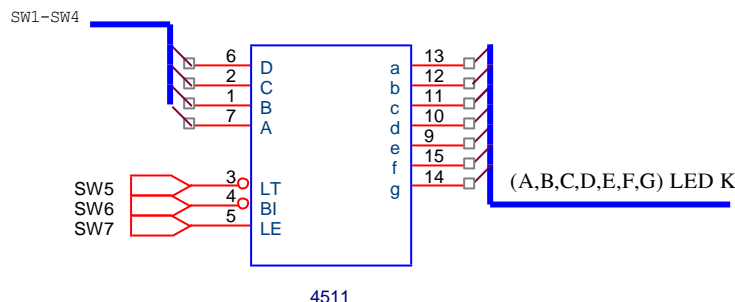 SW1-SW4
6 D a 13
2 C b 12
1 B c 11
7 A d 10
e 9
f 15
g 14
(A,B,C,D,E,F,G) LED K
SW5 3 LT
SW6 4 BI
SW7 5 LE
4511